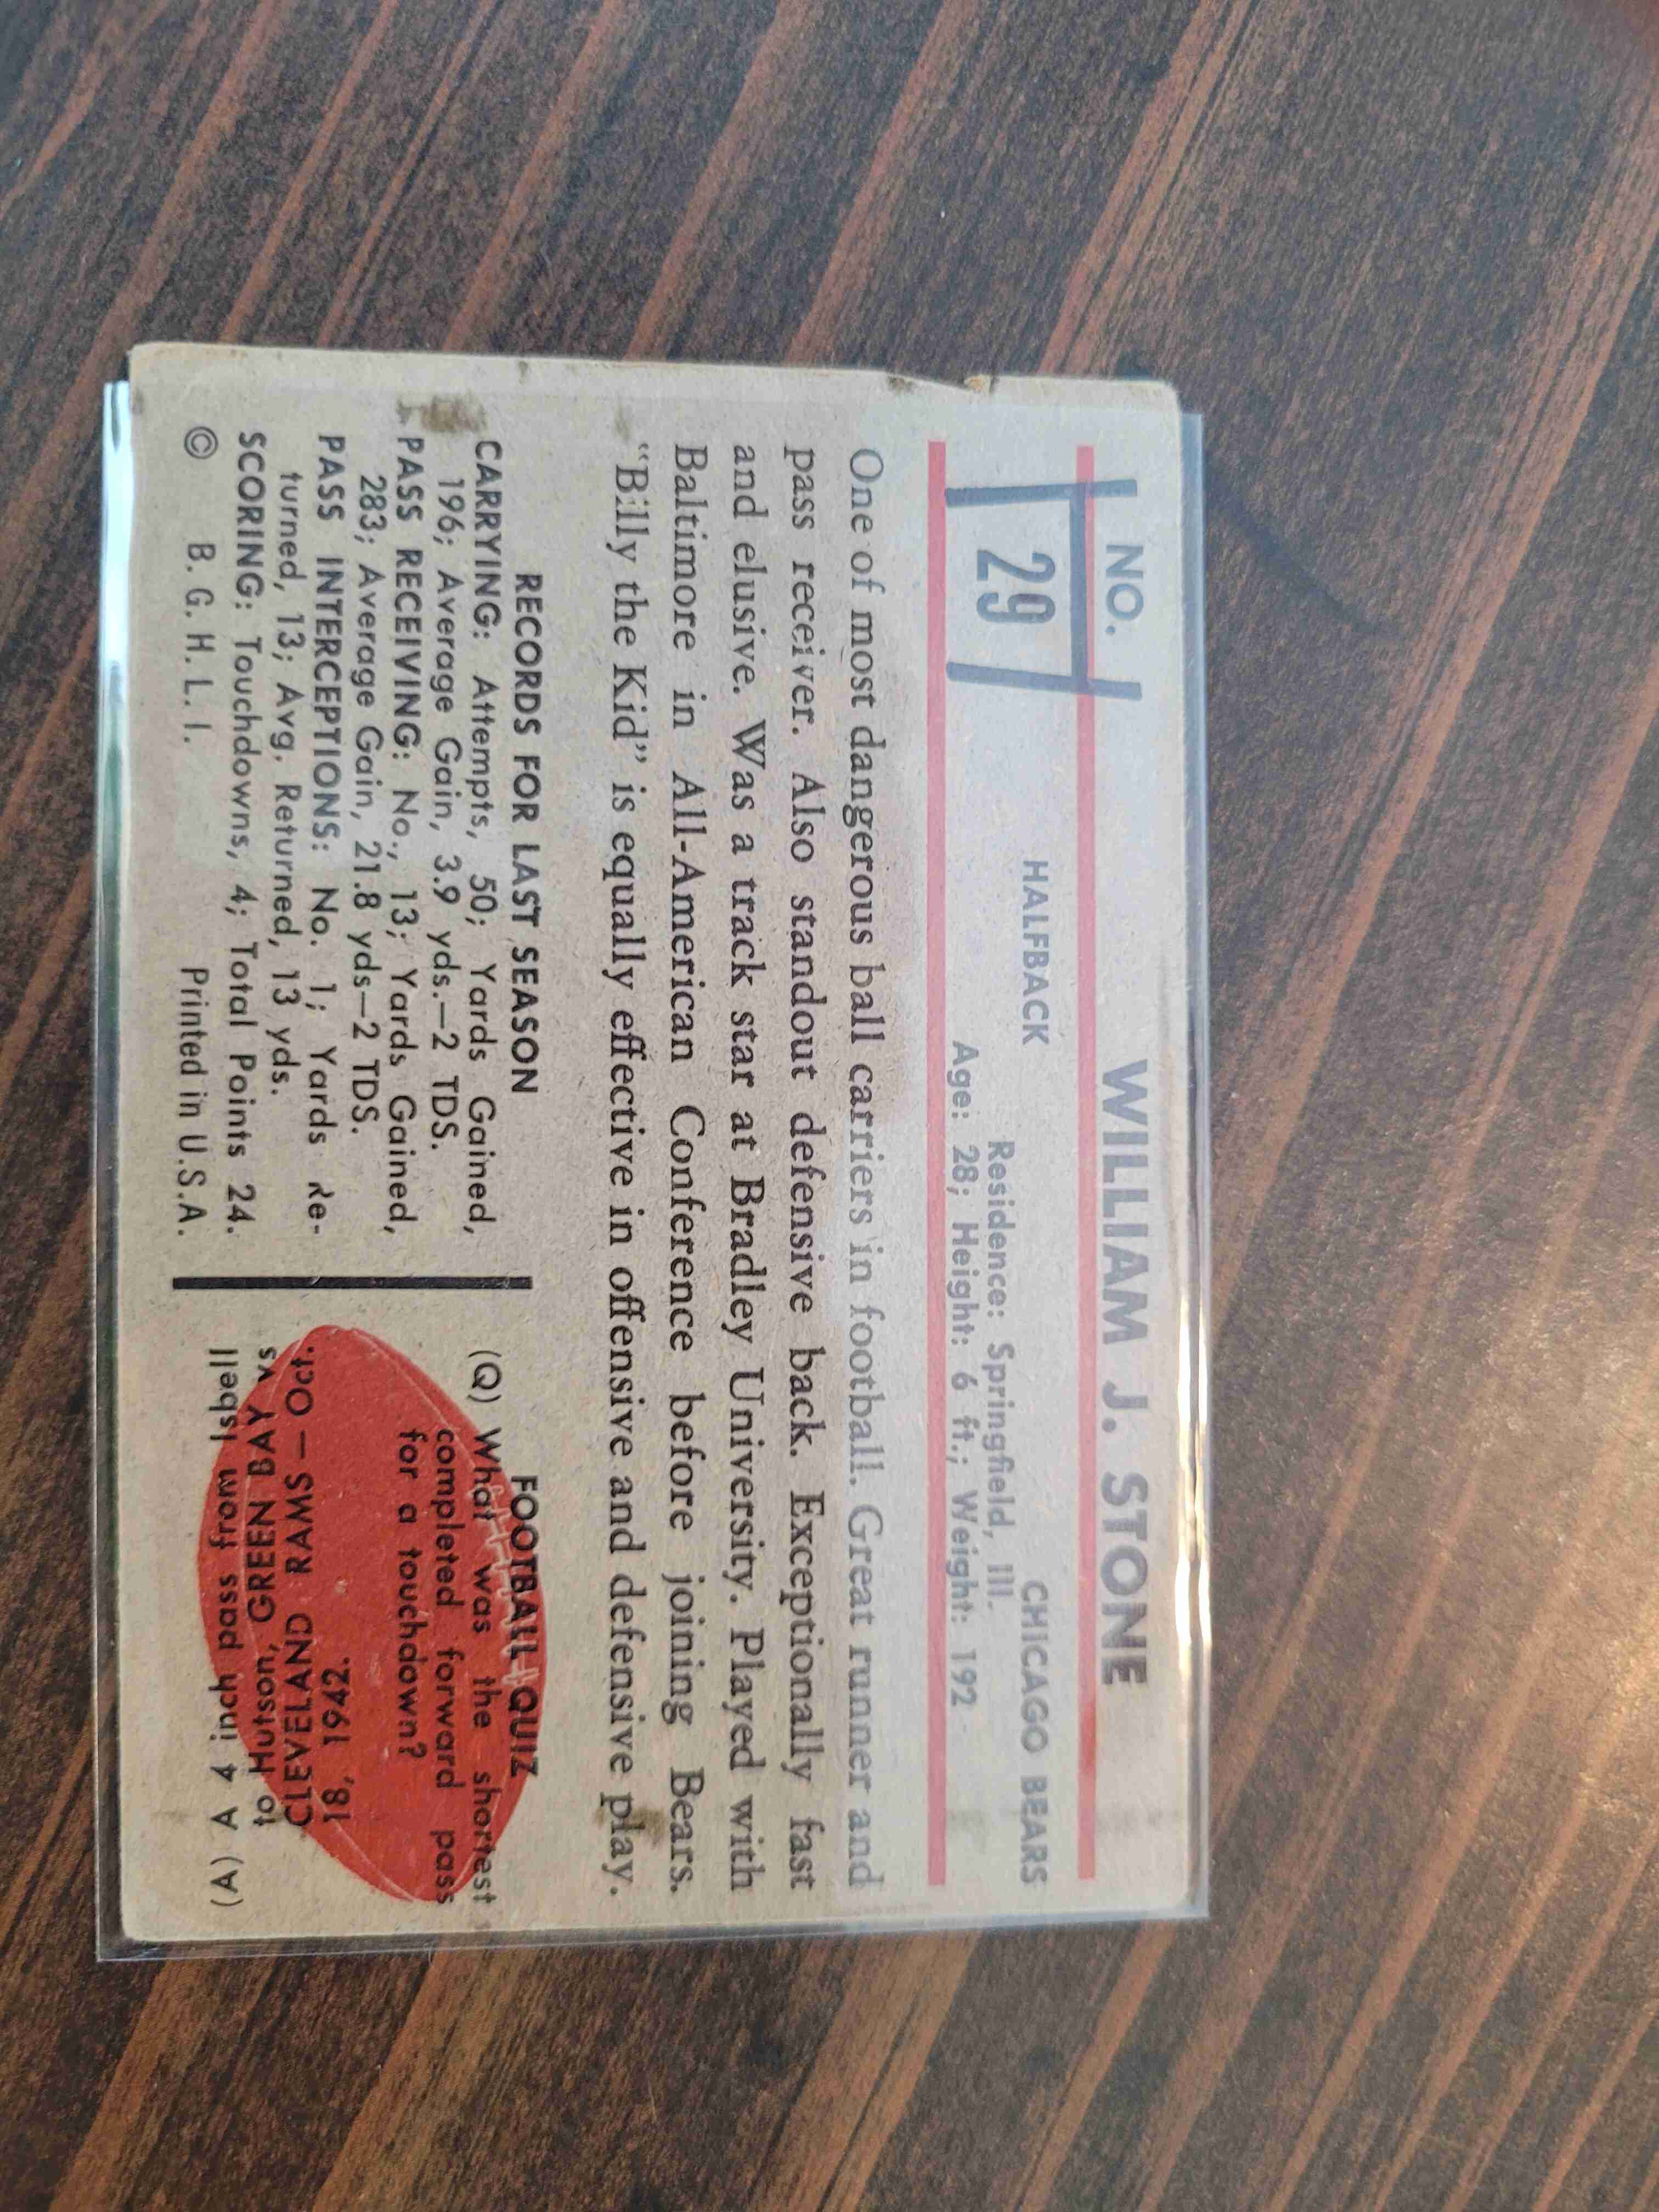 NO.
29
WILLIAM J. STONE
HALFBACK
CHICAGO BEARS
Residence: Springfield, Ill.
Age: 28; Height: 6 ft.; Weight: 192
One of most dangerous ball carriers in football. Great runner and
pass receiver. Also standout defensive back. Exceptionally fast
and elusive. Was a track star at Bradley University. Played with
Baltimore in All-American Conference before joining Bears.
"Billy the Kid" is equally effective in offensive and defensive play.
RECORDS FOR LAST SEASON
CARRYING: Attempts, 50; Yards Gained,
196; Average Gain, 3.9 yds.—2 TDS.
PASS RECEIVING: No., 13; Yards Gained,
283; Average Gain, 21.8 yds—2 TDS.
PASS INTERCEPTIONS: No. 1; Yards Re-
turned, 13; Avg. Returned, 13 yds.
SCORING: Touchdowns, 4; Total Points 24.
© B. G. H. L. I. Printed in U.S.A.
FOOTBALL QUIZ
(Q) What was the shortest
completed forward pass
for a touchdown?
(A) A 4 inch pass from Isbell
to Hutson, GREEN BAY vs
CLEVELAND RAMS — Oct.
18, 1942.